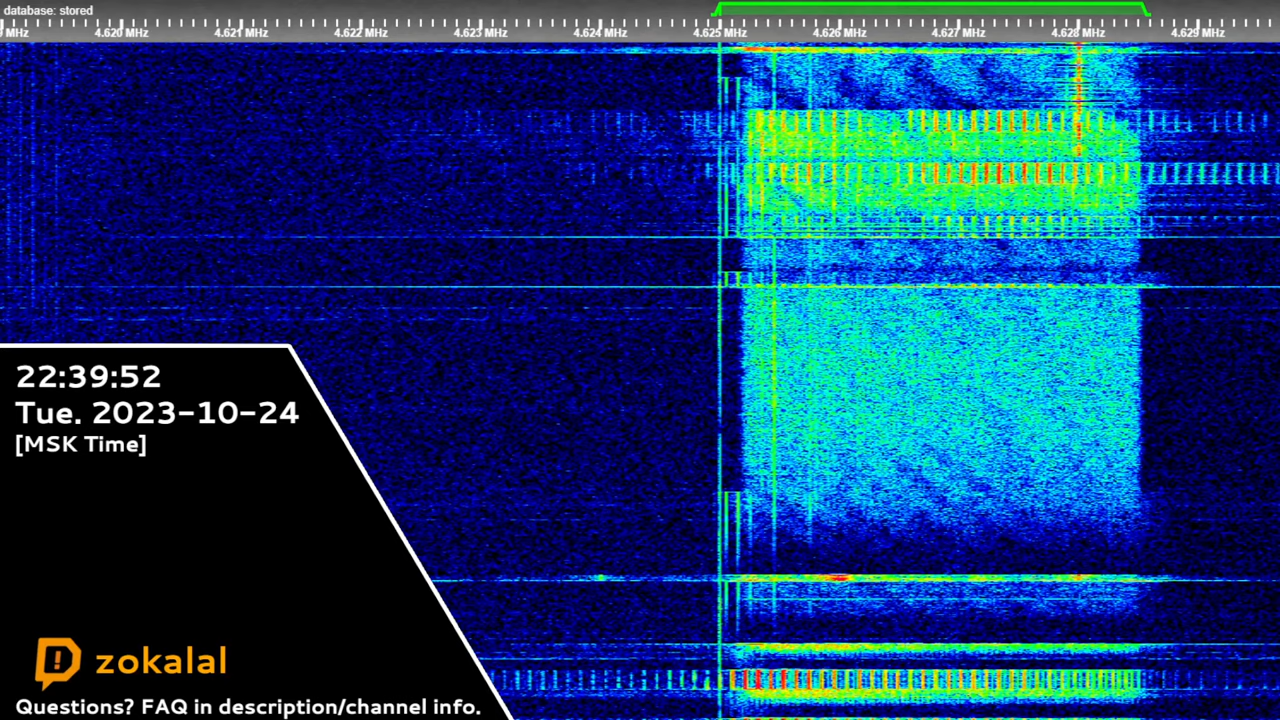 database: stored
MHz 4.620 MHz 4.621 MHz 4.622 MHz 4.623 MHz 4.624 MHz 4.625 MHz 4.626 MHz 4.627 MHz 4.628 MHz 4.629 MHz
22:39:52
Tue. 2023-10-24
[MSK Time]
zokalal
Questions? FAQ in description/channel info.